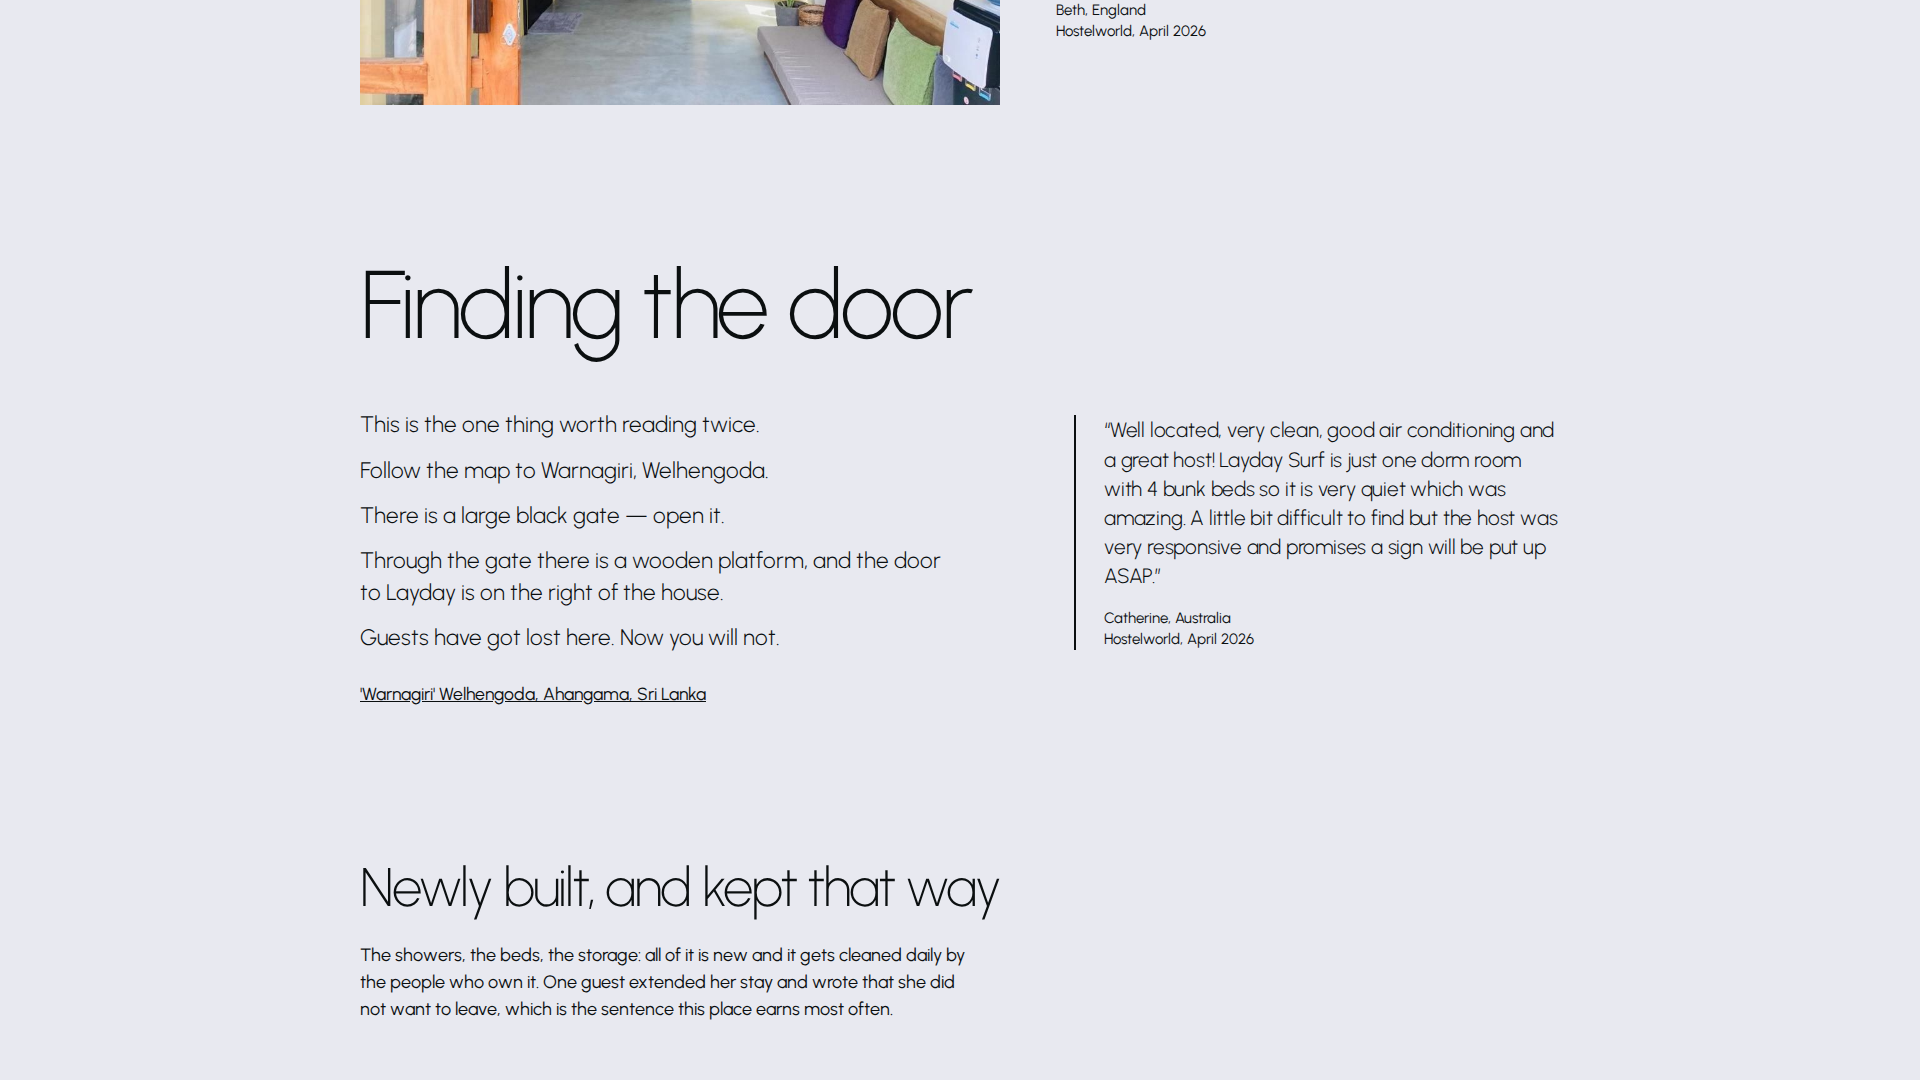 Beth, England
Hostelworld, April 2026
Finding the door
This is the one thing worth reading twice.
Follow the map to Warnagiri, Welhengoda.
There is a large black gate — open it.
Through the gate there is a wooden platform, and the door
to Layday is on the right of the house.
Guests have got lost here. Now you will not.
'Warnagiri' Welhengoda, Ahangama, Sri Lanka
“Well located, very clean, good air conditioning and
a great host! Layday Surf is just one dorm room
with 4 bunk beds so it is very quiet which was
amazing. A little bit difficult to find but the host was
very responsive and promises a sign will be put up
ASAP.”
Catherine, Australia
Hostelworld, April 2026
Newly built, and kept that way
The showers, the beds, the storage: all of it is new and it gets cleaned daily by
the people who own it. One guest extended her stay and wrote that she did
not want to leave, which is the sentence this place earns most often.